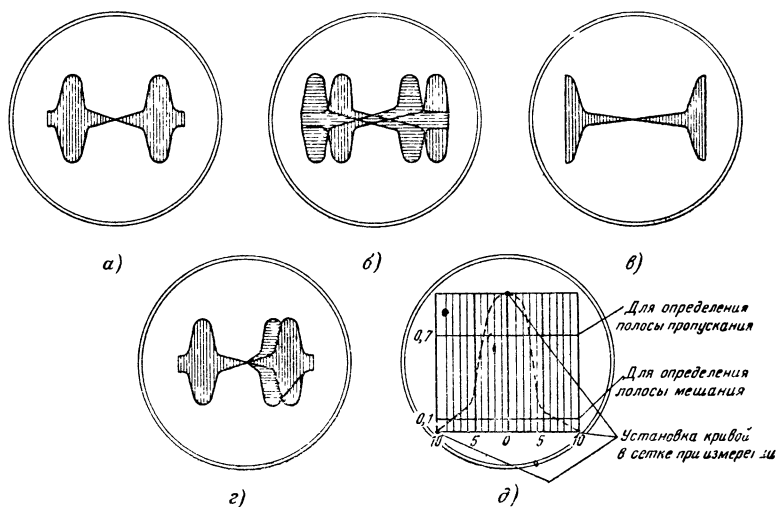 а)
б)
в)
Для определения
полосы пропускания
0,7
Для определения
полосы мешания
0,1
10
5
0
5
10
Установка кривой
в сетке при
г)
д)